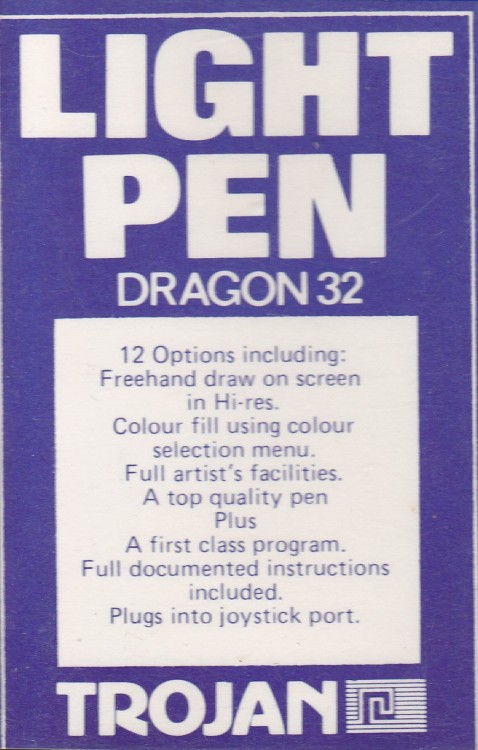 LIGHT
PEN
DRAGON 32
12 Options including:
Freehand draw on screen
in Hi-res.
Colour fill using colour
selection menu.
Full artist's facilities.
A top quality pen
Plus
A first class program.
Full documented instructions
included.
Plugs into joystick port.
TROJAN